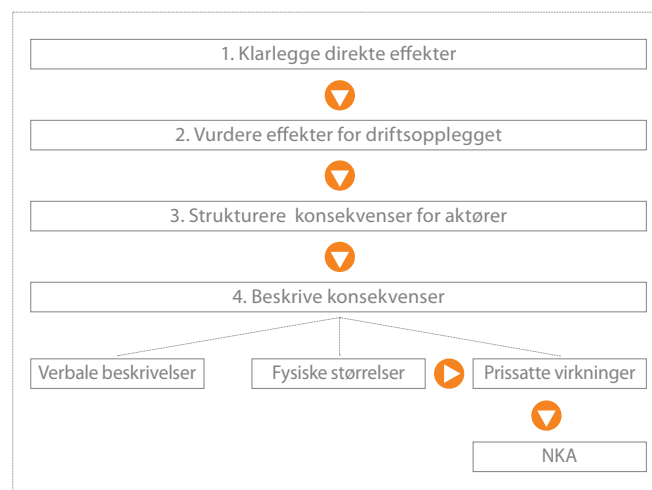 1. Klarlegge direkte effekter
2. Vurdere effekter for driftsopplegget
3. Strukturere konsekvenser for aktører
4. Beskrive konsekvenser
Verbale beskrivelser
Fysiske størrelser
Prissatte virkninger
NKA